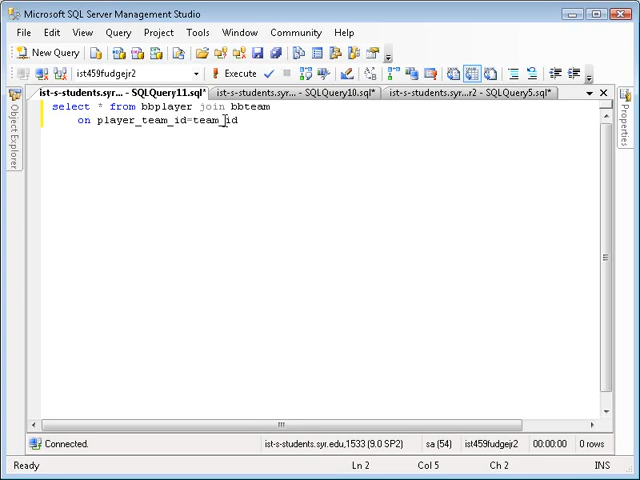 Microsoft SQL Server Management Studio
File Edit View Query Project Tools Window Community Help
New Query
ist459fudgejr2 Execute
ist-s-students.syr... - SQLQuery11.sql* ist-s-students.syr... - SQLQuery10.sql* ist-s-students.syr...r2 - SQLQuery5.sql*
select * from bbplayer join bbteam
on player_team_id=team_id
Object Explorer
Properties
Connected. ist-s-students.syr.edu,1533 (9.0 SP2) sa (54) ist459fudgejr2 00:00:00 0 rows
Ready Ln 2 Col 5 Ch 2 INS